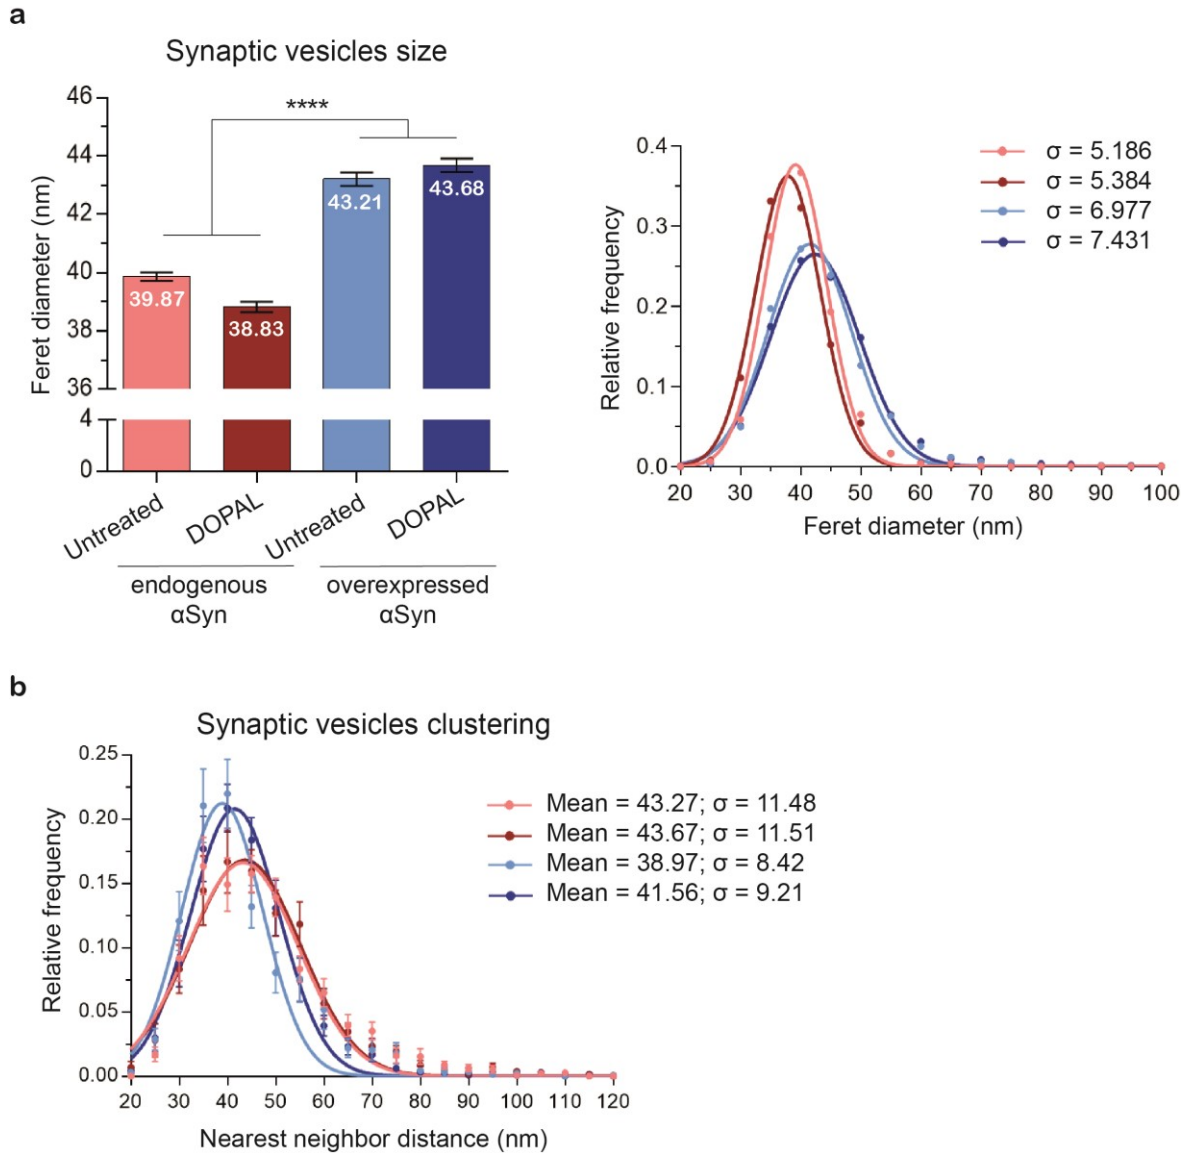 a
Synaptic vesicles size
Feret diameter (nm)
46
44
42
40
38
36
4
0
****
39.87
38.83
43.21
43.68
Untreated
DOPAL
Untreated
DOPAL
endogenous
αSyn
overexpressed
αSyn
Relative frequency
0.4
0.3
0.2
0.1
0.0
20 30 40 50 60 70 80 90 100
Feret diameter (nm)
σ = 5.186
σ = 5.384
σ = 6.977
σ = 7.431
b
Synaptic vesicles clustering
Relative frequency
0.25
0.20
0.15
0.10
0.05
0.00
20 30 40 50 60 70 80 90 100 110 120
Nearest neighbor distance (nm)
Mean = 43.27; σ = 11.48
Mean = 43.67; σ = 11.51
Mean = 38.97; σ = 8.42
Mean = 41.56; σ = 9.21